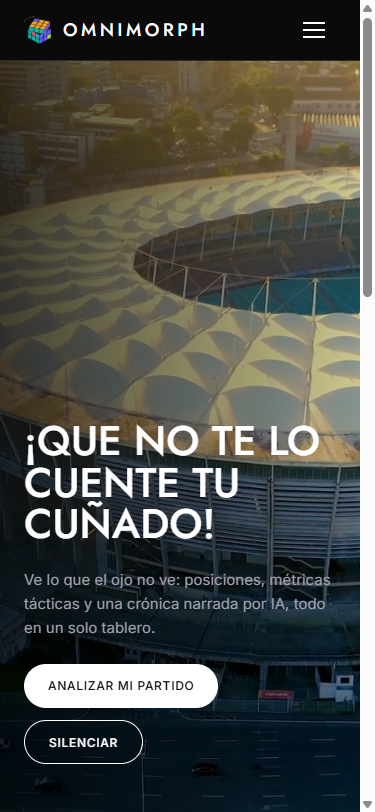 OMNIMORPH
¡QUE NO TE LO
CUENTE TU
CUÑADO!
Ve lo que el ojo no ve: posiciones, métricas
tácticas y una crónica narrada por IA, todo
en un solo tablero.
ANALIZAR MI PARTIDO
SILENCIAR